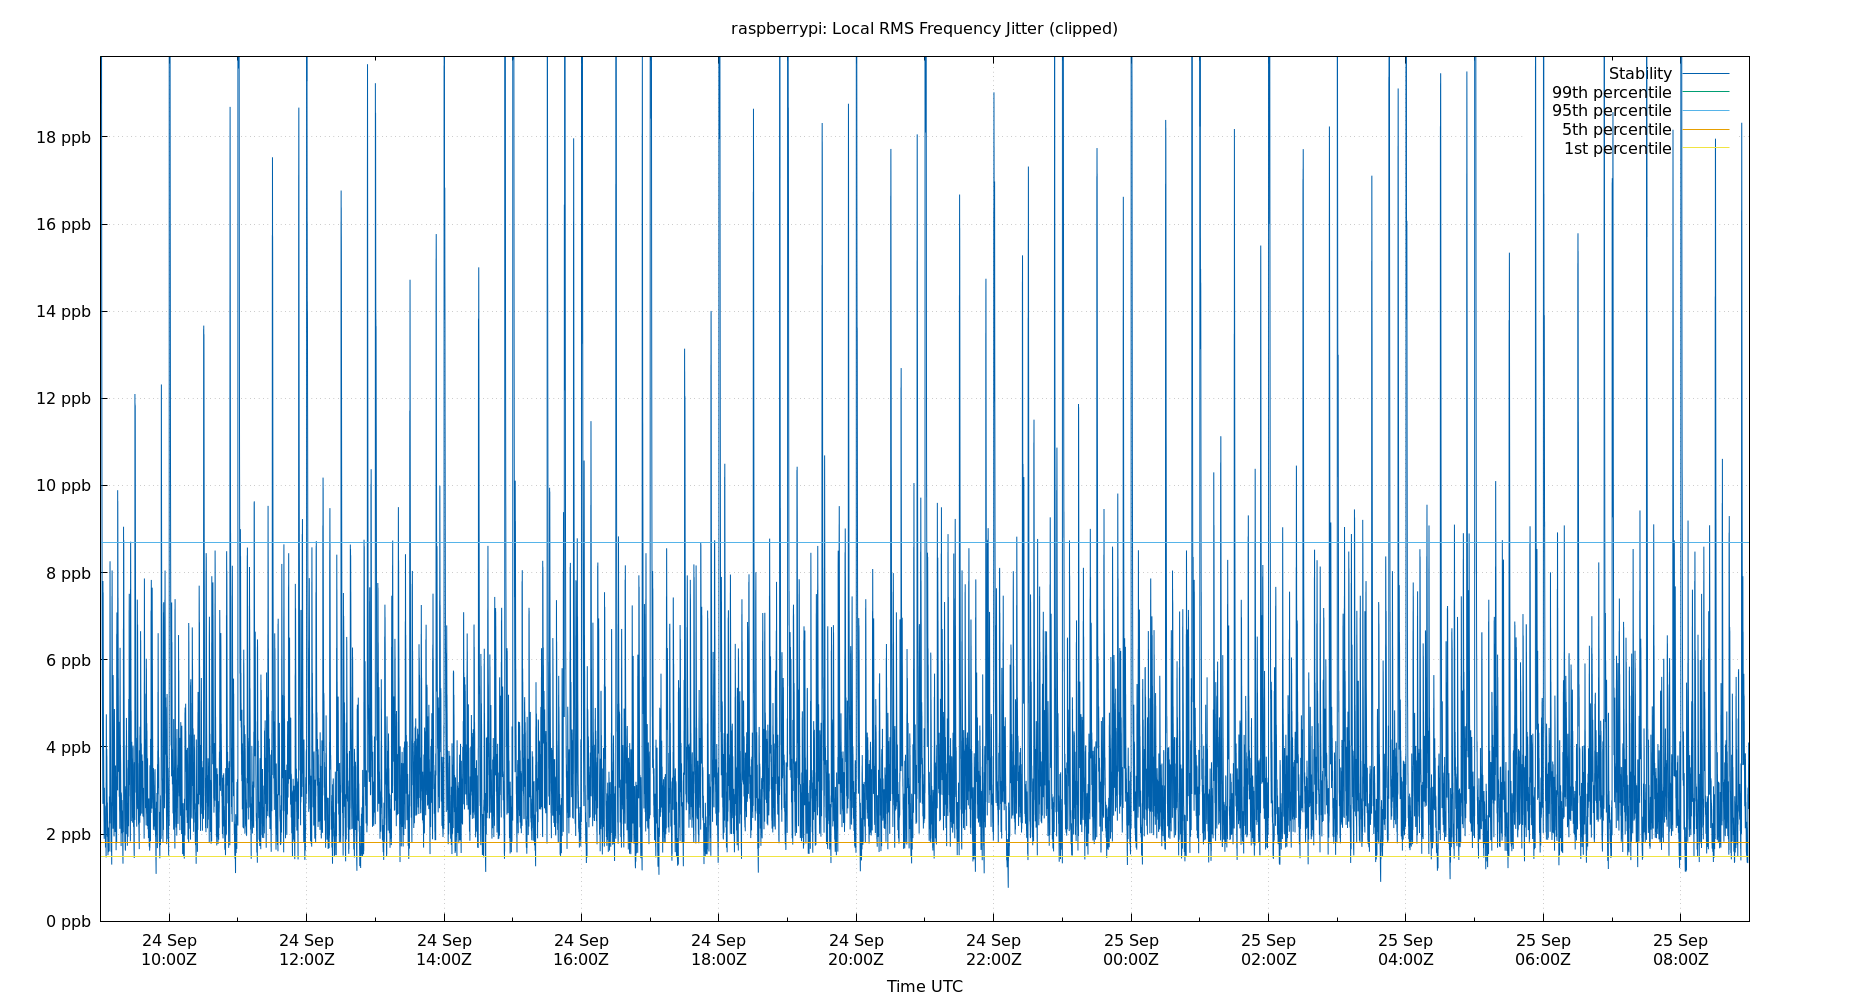 raspberrypi: Local RMS Frequency Jitter (clipped)
Stability
99th percentile
95th percentile
5th percentile
1st percentile
18 ppb
16 ppb
14 ppb
12 ppb
10 ppb
8 ppb
6 ppb
4 ppb
2 ppb
0 ppb
24 Sep 24 Sep 24 Sep 24 Sep 24 Sep 24 Sep 24 Sep 25 Sep 25 Sep 25 Sep 25 Sep 25 Sep
10:00Z 12:00Z 14:00Z 16:00Z 18:00Z 20:00Z 22:00Z 00:00Z 02:00Z 04:00Z 06:00Z 08:00Z
Time UTC